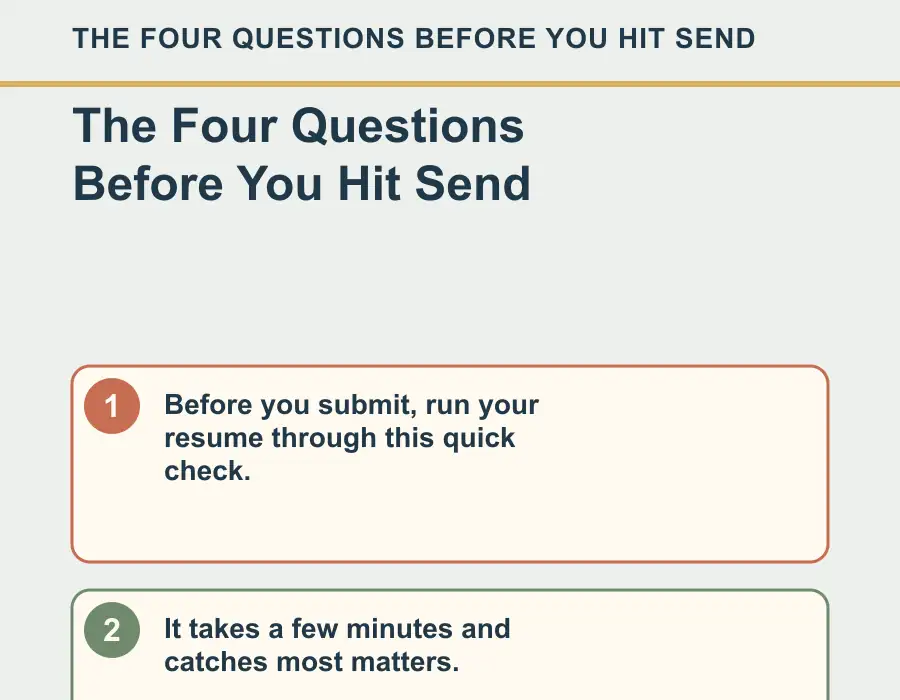 THE FOUR QUESTIONS BEFORE YOU HIT SEND
The Four Questions
Before You Hit Send
1
Before you submit, run your
resume through this quick
check.
2
It takes a few minutes and
catches most matters.